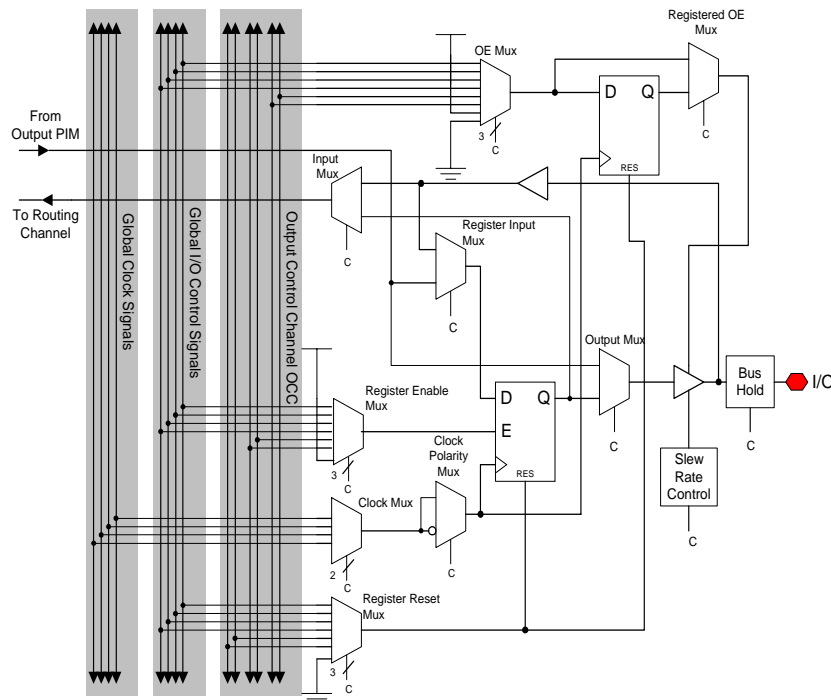 Registered OE
Mux
OE Mux
D
Q
RES
3
C
C
From
Output PIM
Input
Mux
To Routing
Channel
C
Register Input
Mux
C
Global Clock Signals
Global I/O Control Signals
Output Control Channel OCC
Output Mux
C
Bus
Hold
I/O
C
Slew
Rate
Control
C
Register Enable
Mux
3
C
D
Q
E
RES
Clock
Polarity
Mux
C
Clock Mux
2
C
Register Reset
Mux
3
C